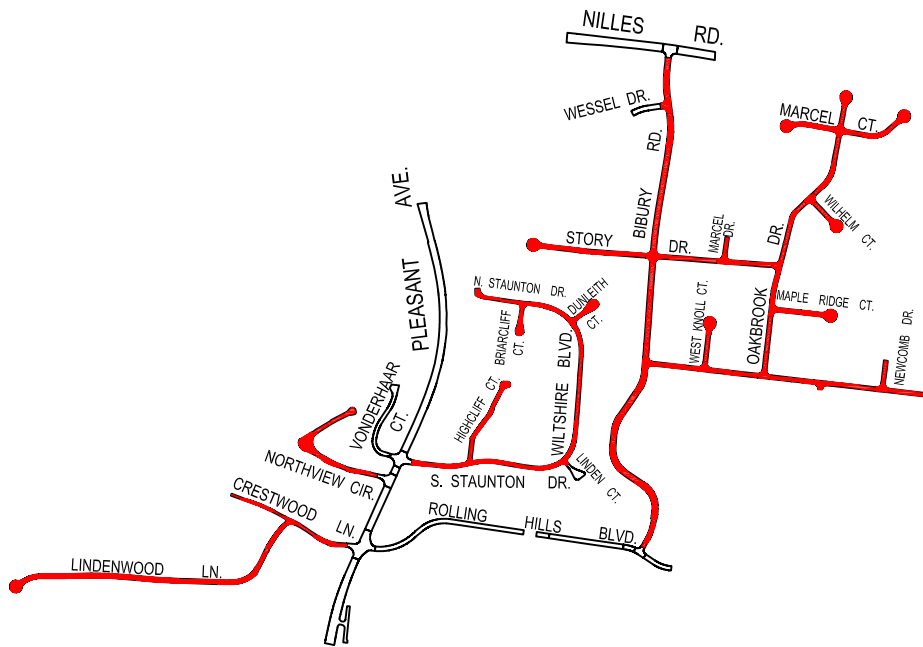 NILLES RD.
WESSEL DR.
MARCEL CT.
BIBURY RD.
WILHELM CT.
PLEASANT AVE.
STORY DR.
MARCEL DR.
OAKBROOK DR.
N. STAUNTON DR.
DUNLEITH CT.
MAPLE RIDGE CT.
WEST KNOLL CT.
NEWCOMB DR.
BRIARCLIFF CT.
WILTSHIRE BLVD.
VONDERHAAR CT.
HIGHCLIFF CT.
NORTHVIEW CIR.
S. STAUNTON DR.
LINDEN CT.
CRESTWOOD LN.
ROLLING HILLS BLVD.
LINDENWOOD LN.